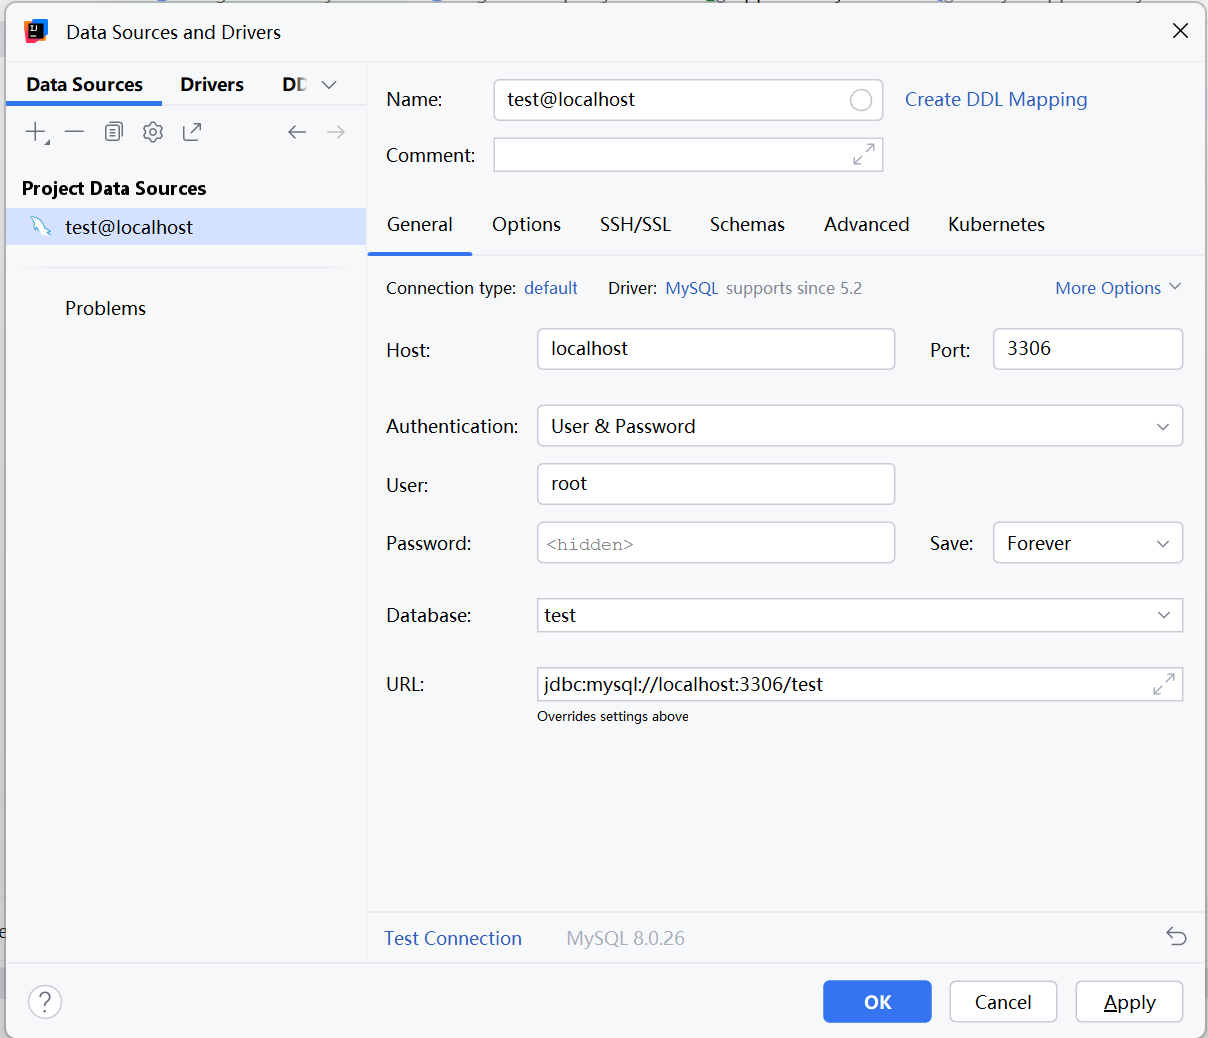 Data Sources and Drivers
Data Sources Drivers DD
Name: test@localhost Create DDL Mapping
Comment:
Project Data Sources
test@localhost
Problems
General Options SSH/SSL Schemas Advanced Kubernetes
Connection type: default Driver: MySQL supports since 5.2 More Options
Host: localhost Port: 3306
Authentication: User & Password
User: root
Password: <hidden> Save: Forever
Database: test
URL: jdbc:mysql://localhost:3306/test
Overrides settings above
Test Connection MySQL 8.0.26
? OK Cancel Apply